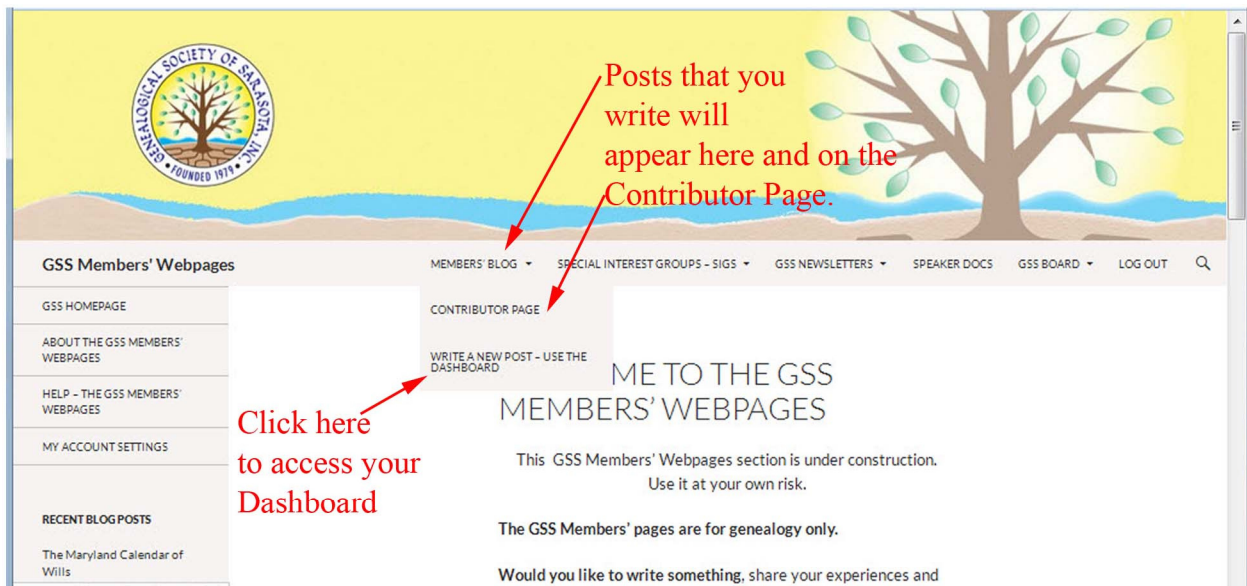 GENEALOGICAL SOCIETY OF SARASOTA, INC
• FOUNDED 1979 •
Posts that you
write will
appear here and on the
Contributor Page.
GSS Members' Webpages
MEMBERS' BLOG
SPECIAL INTEREST GROUPS – SIGS
GSS NEWSLETTERS
SPEAKER DOCS
GSS BOARD
LOG OUT
GSS HOMEPAGE
ABOUT THE GSS MEMBERS'
WEBPAGES
HELP – THE GSS MEMBERS'
WEBPAGES
MY ACCOUNT SETTINGS
RECENT BLOG POSTS
The Maryland Calendar of
Wills
CONTRIBUTOR PAGE
WRITE A NEW POST – USE THE
DASHBOARD
Click here
to access your
Dashboard
ME TO THE GSS
MEMBERS' WEBPAGES
This GSS Members' Webpages section is under construction.
Use it at your own risk.
The GSS Members' pages are for genealogy only.
Would you like to write something, share your experiences and